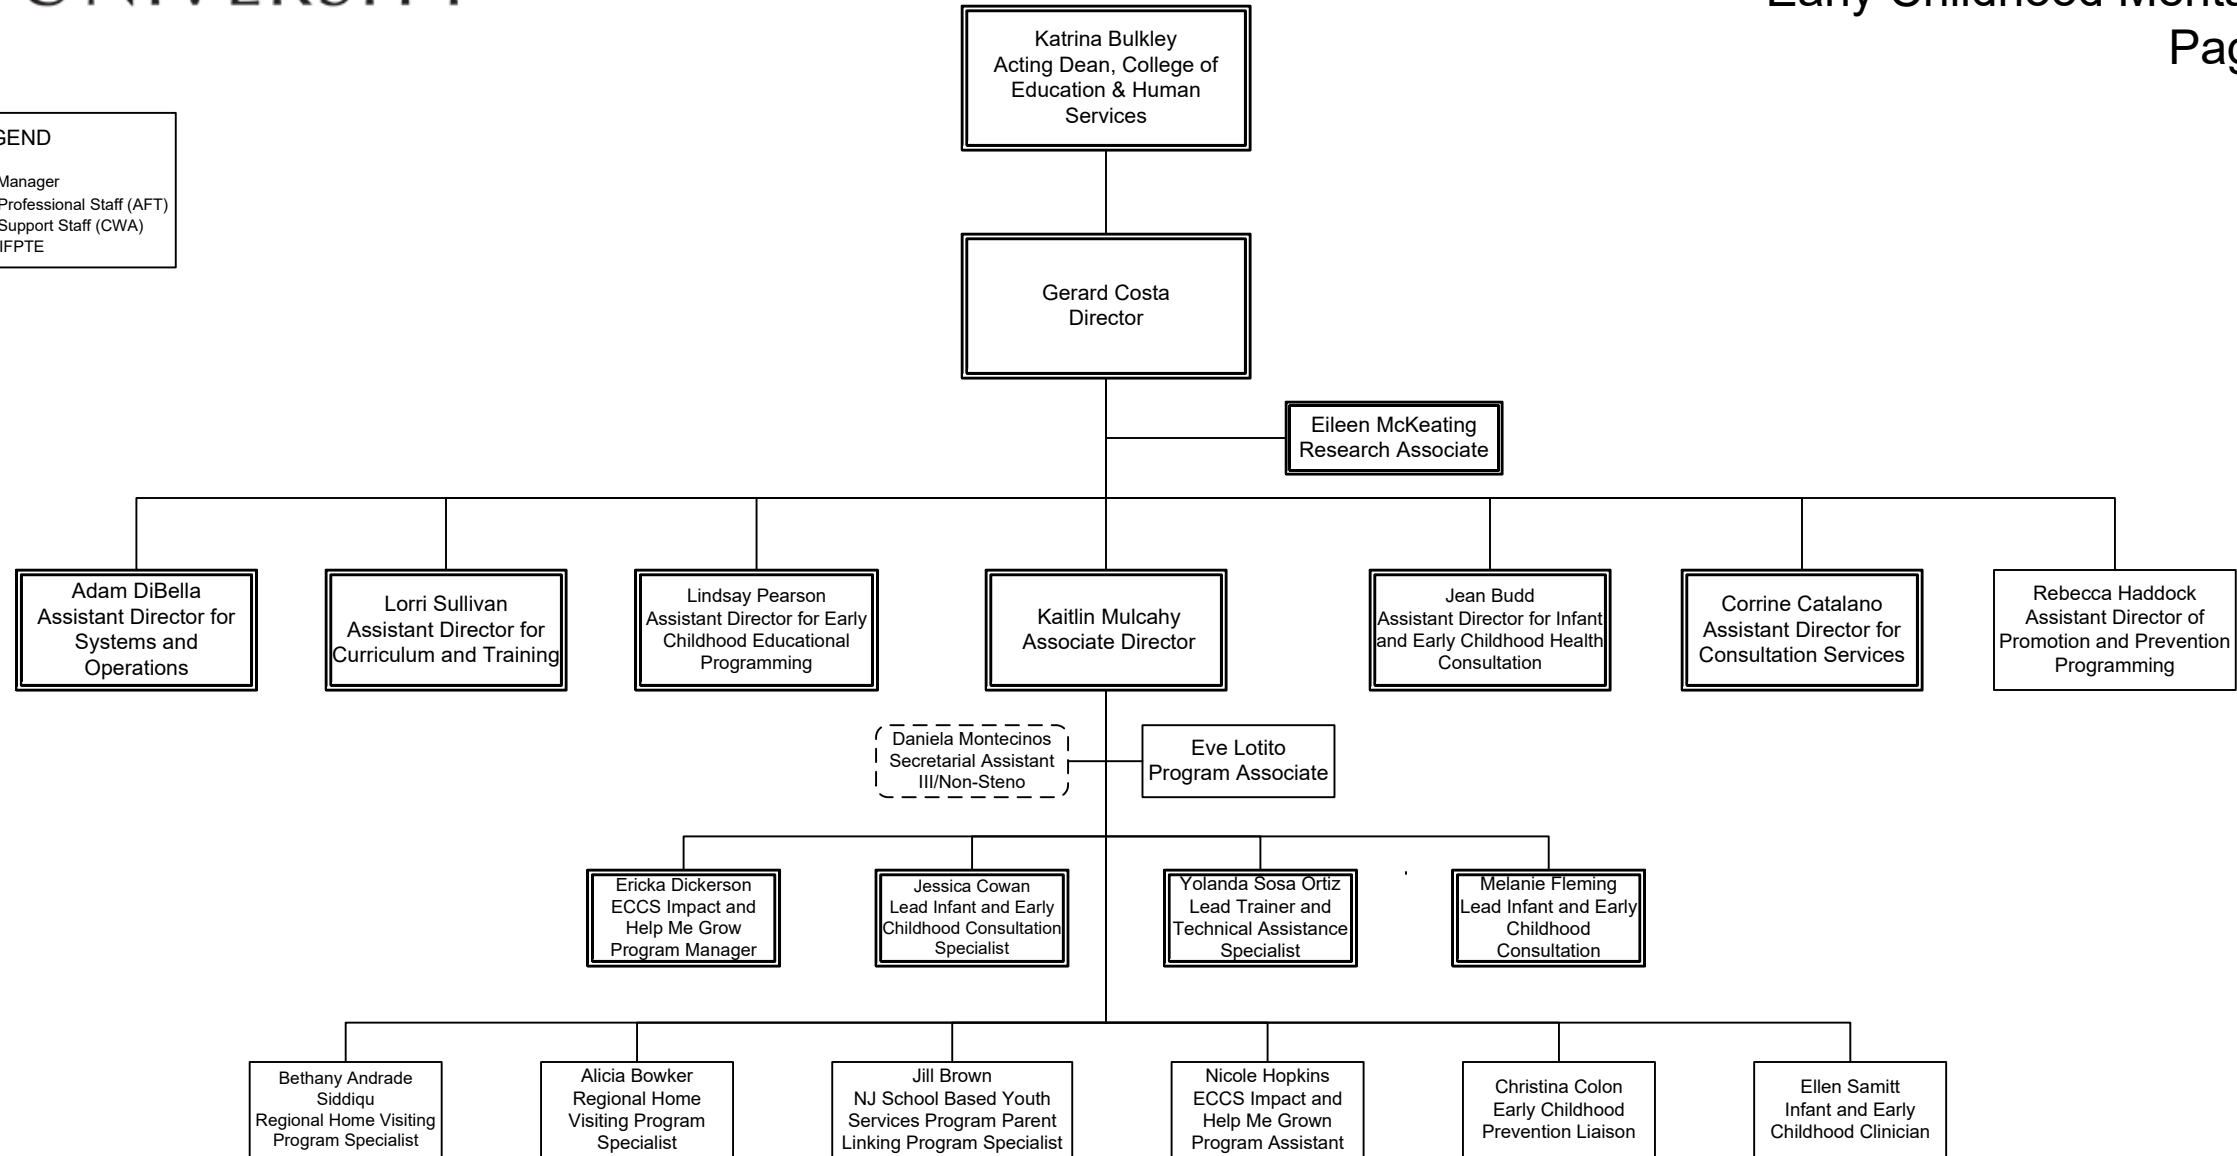 UNIVERSITY
Early Childhood
Katrina Bulkley
Acting Dean, College of
Education & Human
Services
Manager
Professional Staff (AFT)
Support Staff (CWA)
IFPTE
Gerard Costa
Director
Eileen McKeating
Research Associate
Adam DiBella
Assistant Director for
Systems and
Operations
Lorri Sullivan
Assistant Director for
Curriculum and Training
Lindsay Pearson
Assistant Director for Early
Childhood Educational
Programming
Kaitlin Mulcahy
Associate Director
Jean Budd
Assistant Director for Infant
and Early Childhood Health
Consultation
Corrine Catalano
Assistant Director for
Consultation Services
Rebecca Haddock
Assistant Director of
Promotion and Prevention
Programming
Daniela Montecinos
Secretarial Assistant
III/Non-Steno
Eve Lotito
Program Associate
Ericka Dickerson
ECCS Impact and
Help Me Grow
Program Manager
Jessica Cowan
Lead Infant and Early
Childhood Consultation
Specialist
Yolanda Sosa Ortiz
Lead Trainer and
Technical Assistance
Specialist
Melanie Fleming
Lead Infant and Early
Childhood
Consultation
Bethany Andrade
Siddiqu
Regional Home Visiting
Program Specialist
Alicia Bowker
Regional Home
Visiting Program
Specialist
Jill Brown
NJ School Based Youth
Services Program Parent
Linking Program Specialist
Nicole Hopkins
ECCS Impact and
Help Me Grown
Program Assistant
Christina Colon
Early Childhood
Prevention Liaison
Ellen Samitt
Infant and Early
Childhood Clinician